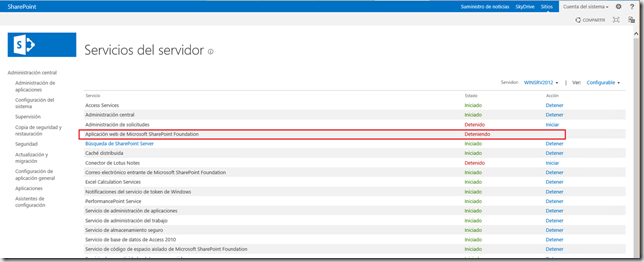 SharePoint
Suministro de noticias SkyDrive Sitios Cuenta del sistema ?
COMPARTIR
S
Servicios del servidor
Administración central
Administración de aplicaciones
Configuración del sistema
Supervisión
Copia de seguridad y restauración
Seguridad
Actualización y migración
Configuración de aplicación general
Aplicaciones
Asistentes de configuración
Servidor: WINSRV2012 | Ver: Configurable
Servicio Estado Acción
Access Services Iniciado Detener
Administración central Iniciado Detener
Administración de solicitudes Detenido Iniciar
Aplicación web de Microsoft SharePoint Foundation Deteniendo
Búsqueda de SharePoint Server Iniciado Detener
Caché distribuida Iniciado Detener
Conector de Lotus Notes Detenido Iniciar
Correo electrónico entrante de Microsoft SharePoint Foundation Iniciado Detener
Excel Calculation Services Iniciado Detener
Notificaciones del servicio de token de Windows Iniciado Detener
PerformancePoint Service Iniciado Detener
Servicio de administración de aplicaciones Iniciado Detener
Servicio de administración del trabajo Iniciado Detener
Servicio de almacenamiento seguro Iniciado Detener
Servicio de base de datos de Access 2010 Iniciado Detener
Servicio de código de espacio aislado de Microsoft SharePoint Foundation Iniciado Detener